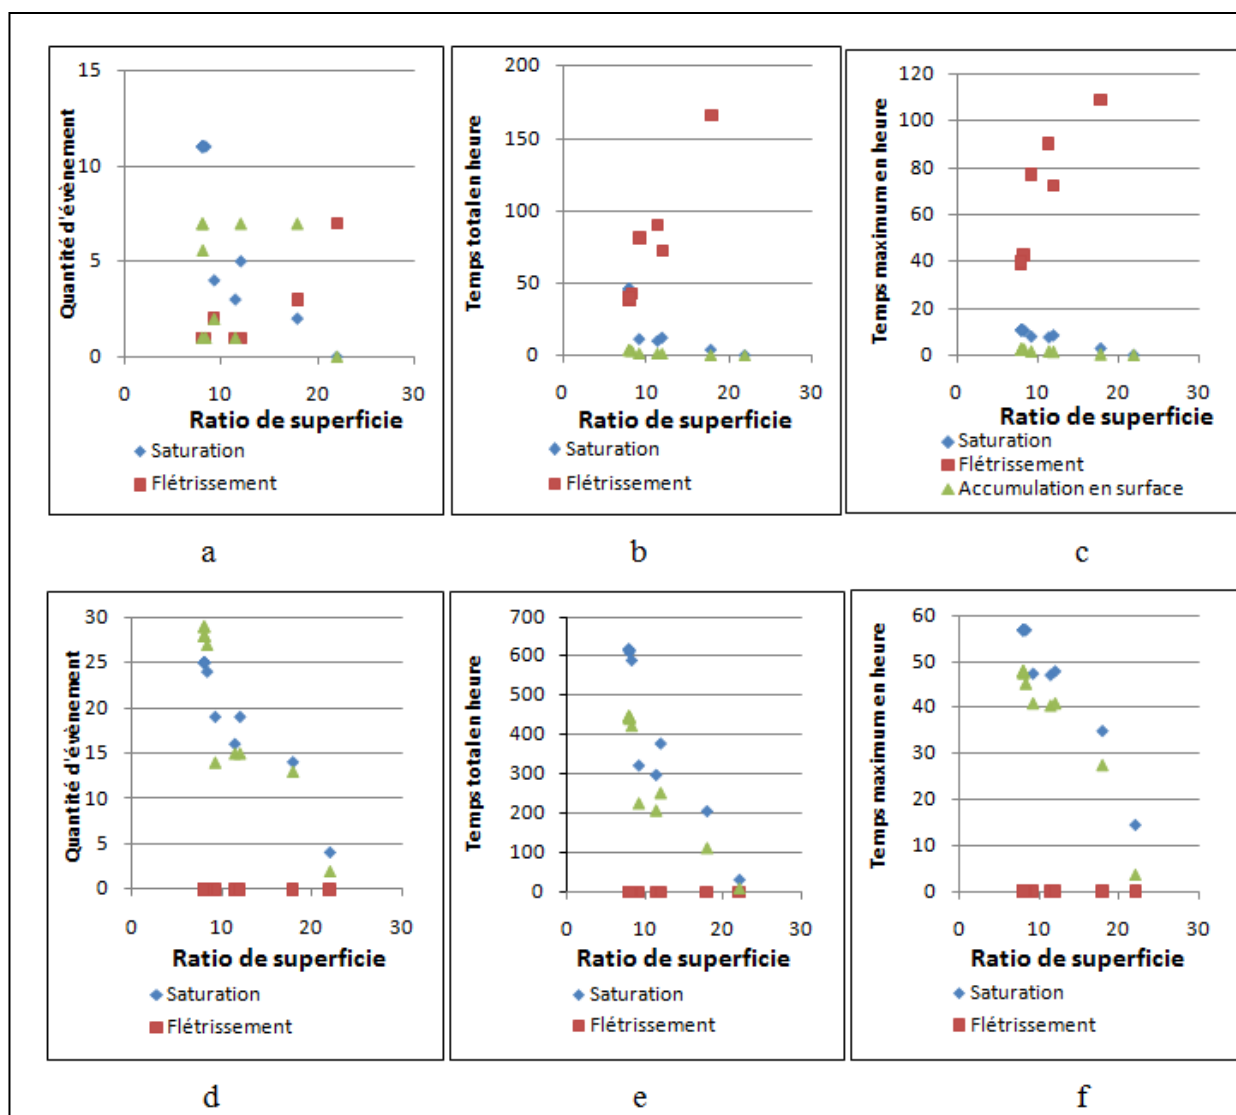 15
10
5
0
0
10
20
30
Quantité d'évènement
Ratio de superficie
Saturation
Flétrissement
a
200
150
100
50
0
0
10
20
30
Temps total en heure
Ratio de superficie
Saturation
Flétrissement
b
120
100
80
60
40
20
0
0
10
20
30
Temps maximum en heure
Ratio de superficie
Saturation
Flétrissement
Accumulation en surface
c
30
25
20
15
10
5
0
0
10
20
30
Quantité d'évènement
Ratio de superficie
Saturation
Flétrissement
d
700
600
500
400
300
200
100
0
0
10
20
30
Temps total en heure
Ratio de superficie
Saturation
Flétrissement
e
60
50
40
30
20
10
0
0
10
20
30
Temps maximum en heure
Ratio de superficie
Saturation
Flétrissement
f